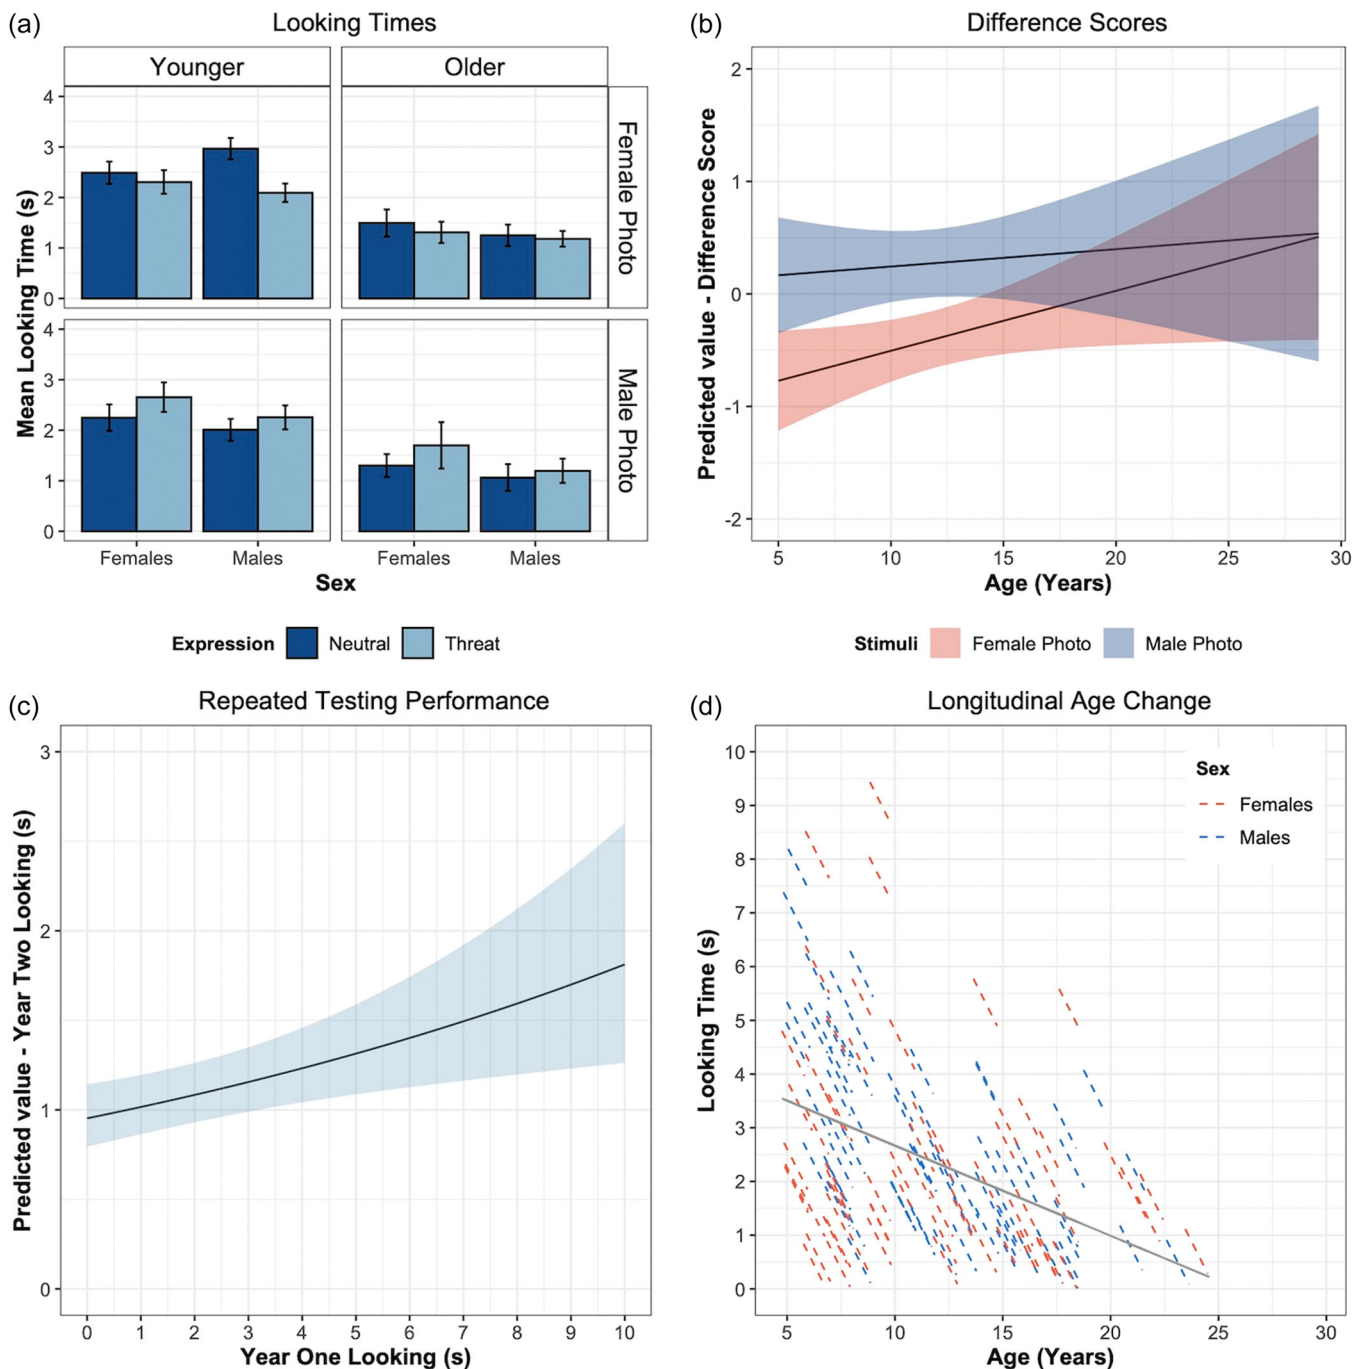 (a) Looking Times
Younger Older
4
3
2
1
0
Female Photo
4
3
2
1
0
Male Photo
Mean Looking Time (s)
Females Males Females Males
Sex
Expression Neutral Threat
(b) Difference Scores
2
1
0
-1
-2
Predicted value - Difference Score
5 10 15 20 25 30
Age (Years)
Stimuli Female Photo Male Photo
(c) Repeated Testing Performance
3
2
1
0
Predicted value - Year Two Looking (s)
0 1 2 3 4 5 6 7 8 9 10
Year One Looking (s)
(d) Longitudinal Age Change
10
9
8
7
6
5
4
3
2
1
0
Looking Time (s)
Sex
Females
Males
5 10 15 20 25 30
Age (Years)